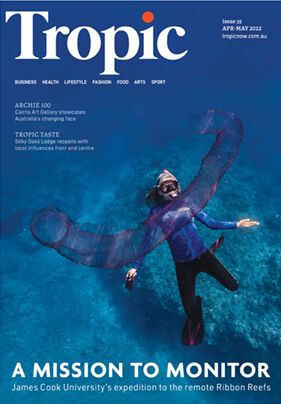 Tropic
Issue 35
APR-MAY 2022
tropicnow.com.au
BUSINESS HEALTH LIFESTYLE FASHION FOOD ARTS SPORT
ARCHIE 100
Cairns Art Gallery showcases
Australia's changing face
TROPIC TASTE
Silky Oaks Lodge reopens with
local influences front and centre
A MISSION TO MONITOR
James Cook University's expedition to the remote Ribbon Reefs